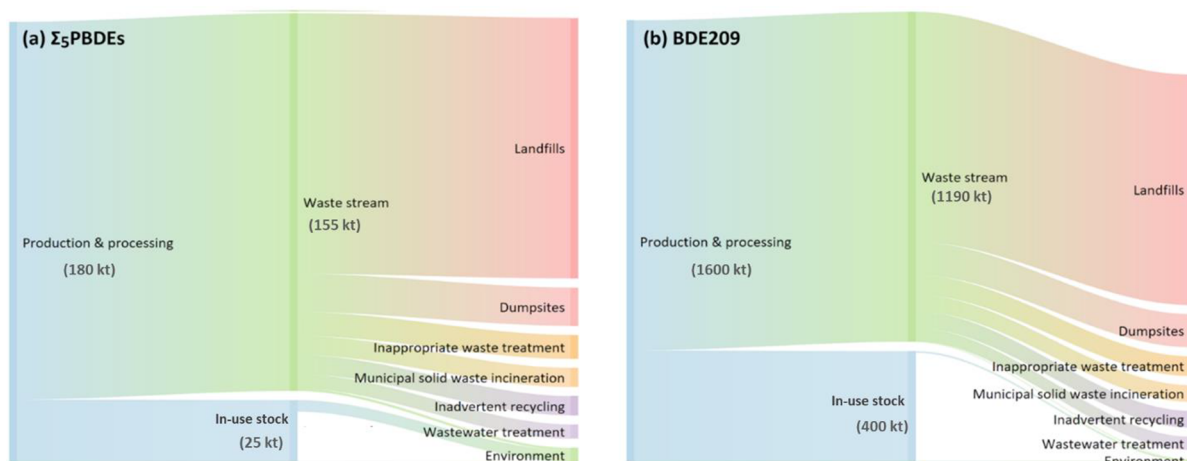 (a) Σ₅PBDEs
Landfills
Waste stream
(155 kt)
Production & processing
(180 kt)
Dumpsites
Inappropriate waste treatment
Municipal solid waste incineration
Inadvertent recycling
In-use stock
(25 kt)
Wastewater treatment
Environment
(b) BDE209
Waste stream
(1190 kt)
Landfills
Production & processing
(1600 kt)
Dumpsites
Inappropriate waste treatment
Municipal solid waste incineration
In-use stock
(400 kt)
Inadvertent recycling
Wastewater treatment
Environment